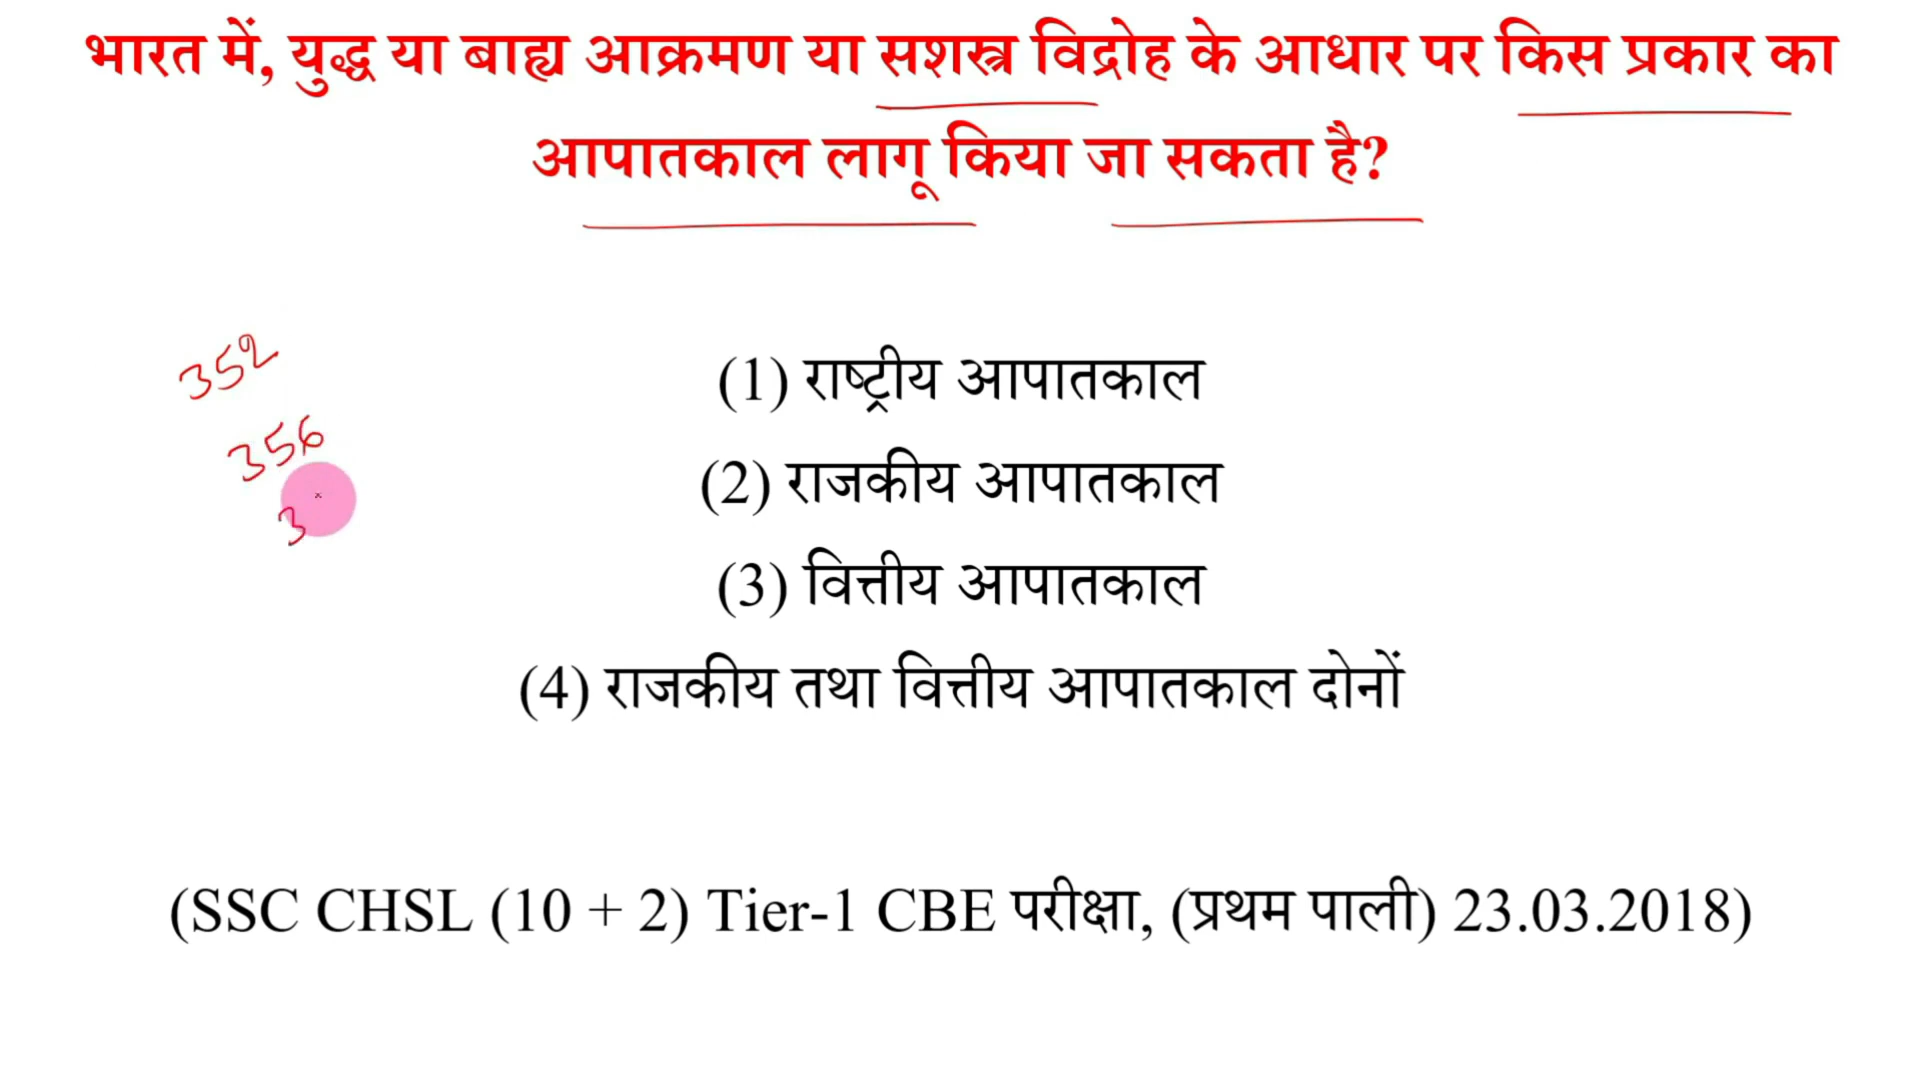 भारत में, युद्ध या बाह्य आक्रमण या सशस्त्र विद्रोह के आधार पर किस प्रकार का
आपातकाल लागू किया जा सकता है?
352
(1) राष्ट्रीय आपातकाल
356
(2) राजकीय आपातकाल
3
(3) वित्तीय आपातकाल
(4) राजकीय तथा वित्तीय आपातकाल दोनों
(SSC CHSL (10 + 2) Tier-1 CBE परीक्षा, (प्रथम पाली) 23.03.2018)